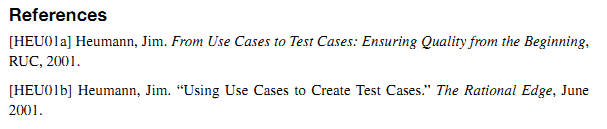 References
[HEU01a] Heumann, Jim. From Use Cases to Test Cases: Ensuring Quality from the Beginning,
RUC, 2001.
[HEU01b] Heumann, Jim. “Using Use Cases to Create Test Cases.” The Rational Edge, June
2001.